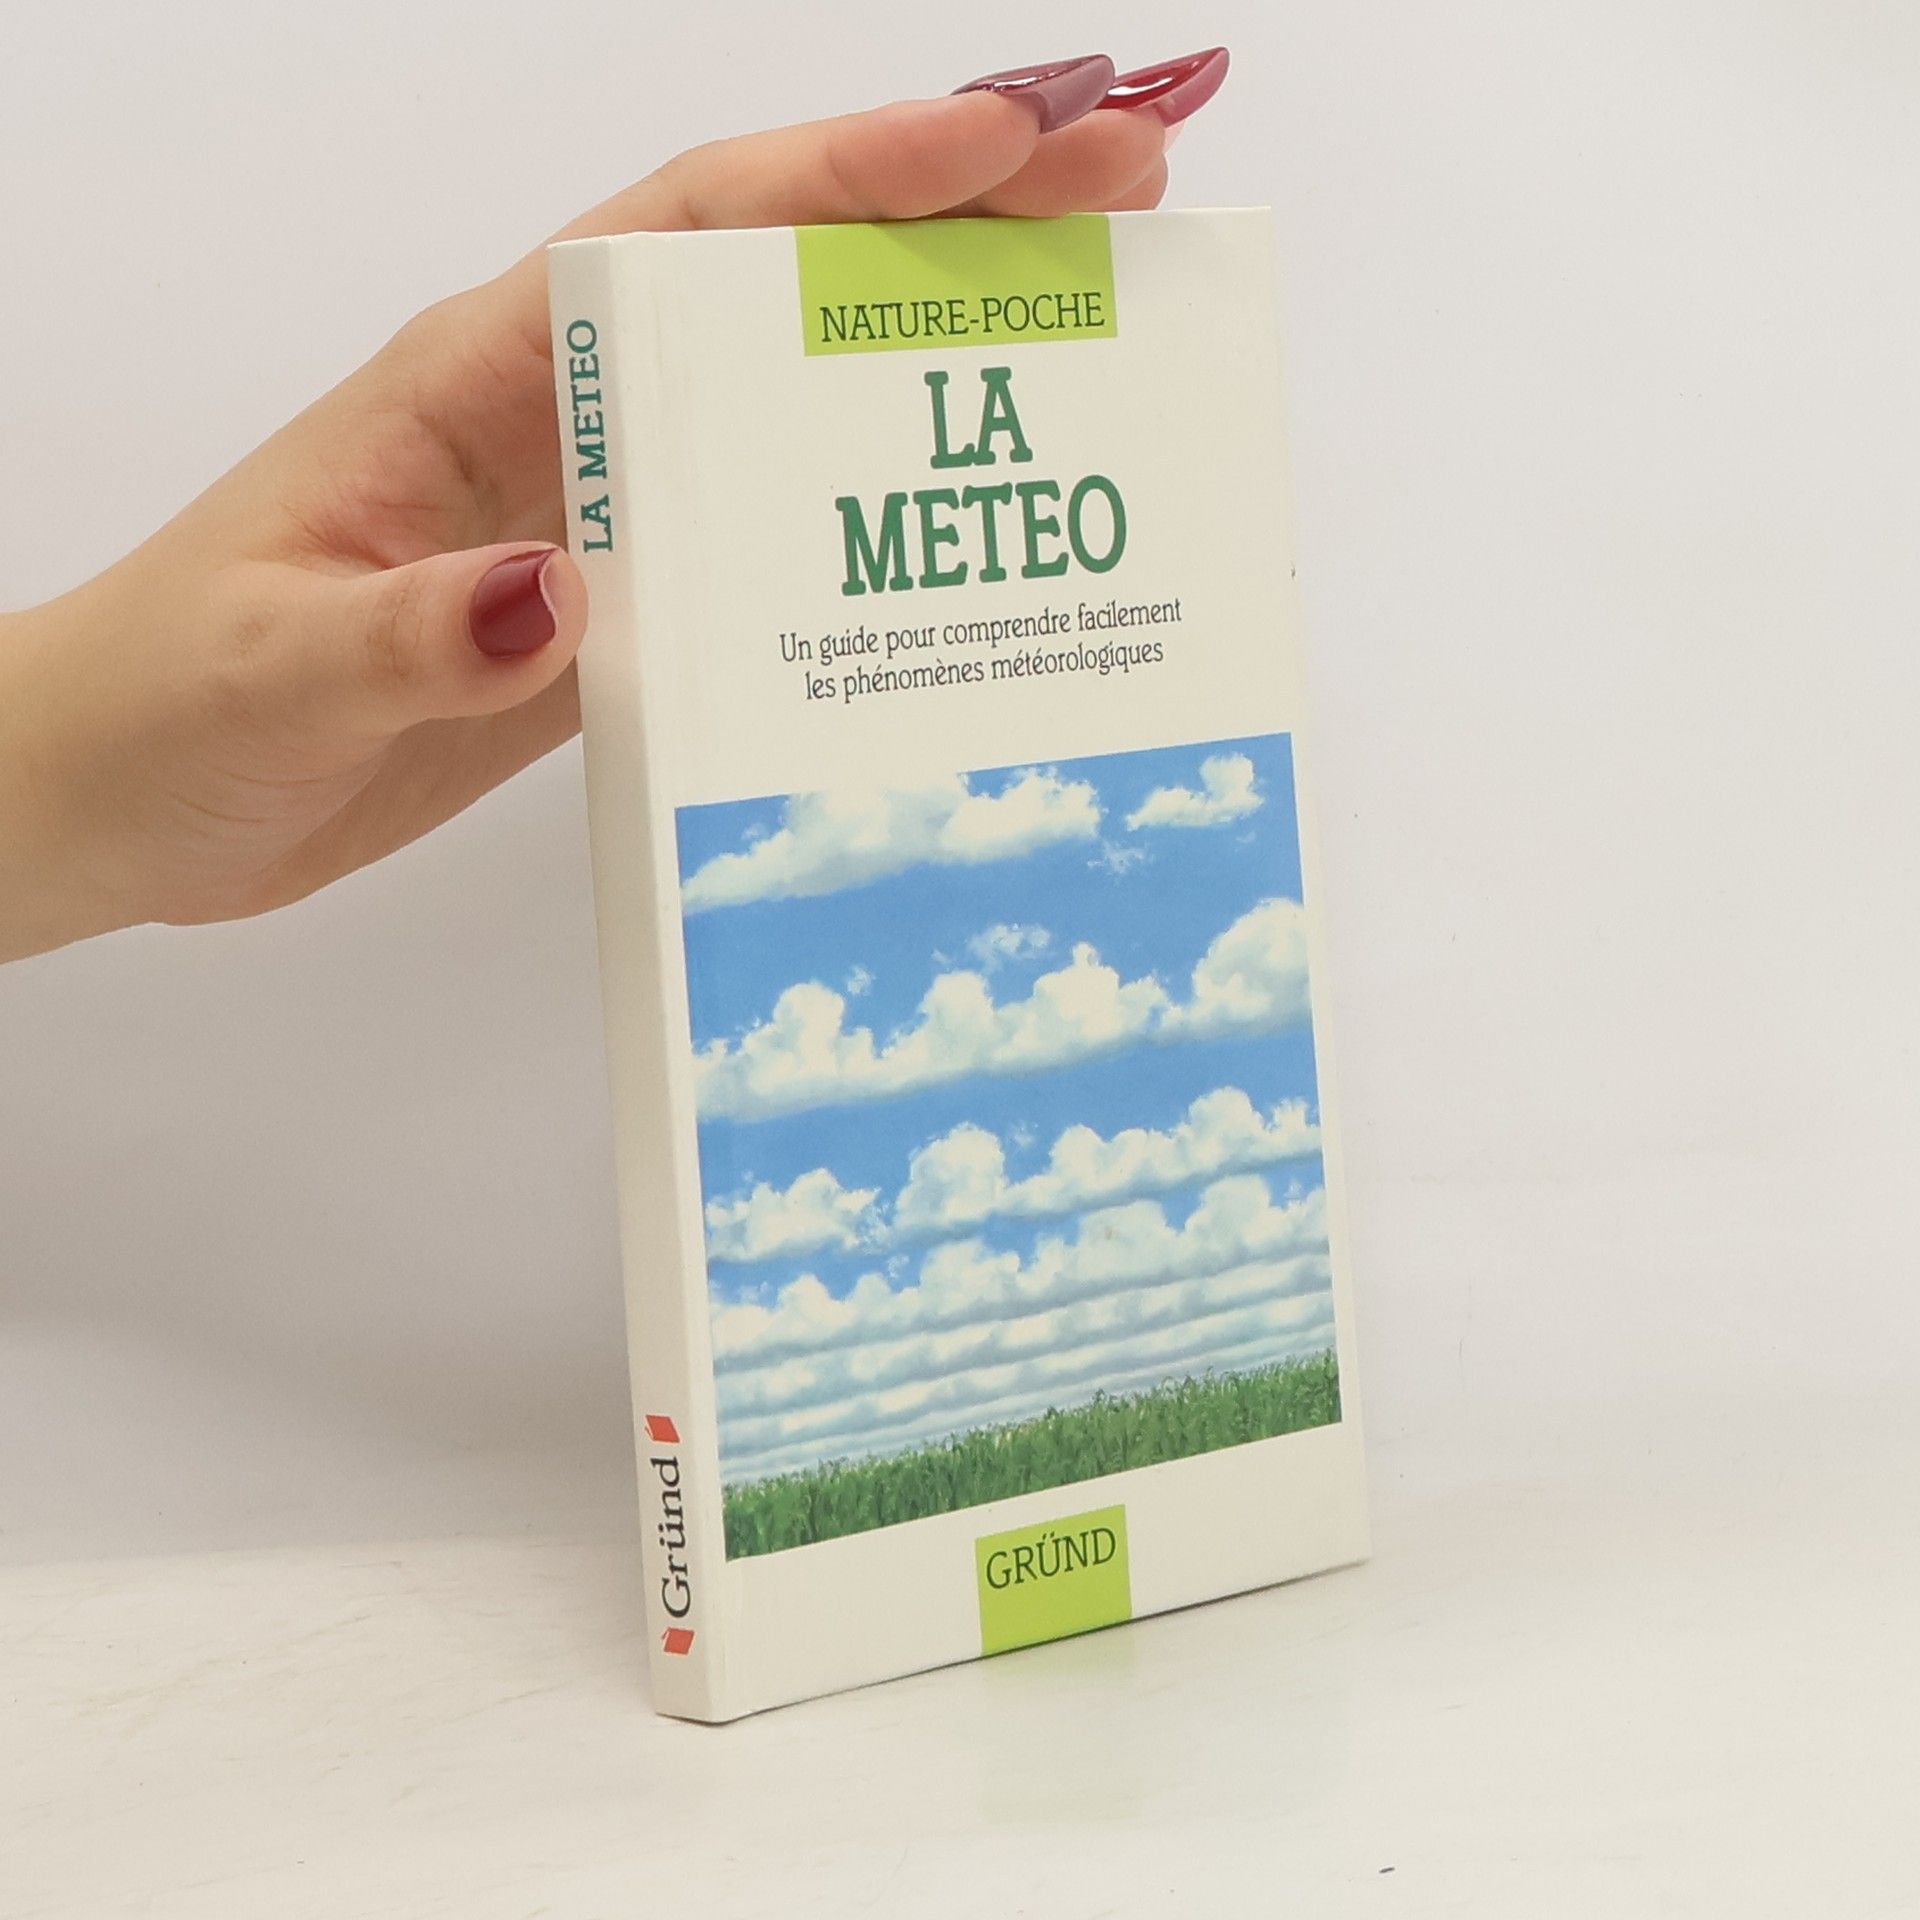 NATURE-POCHE
LA
METEO
Un guide pour comprendre facilement
les phénomènes météorologiques
GRÜND
LA METEO
Gründ